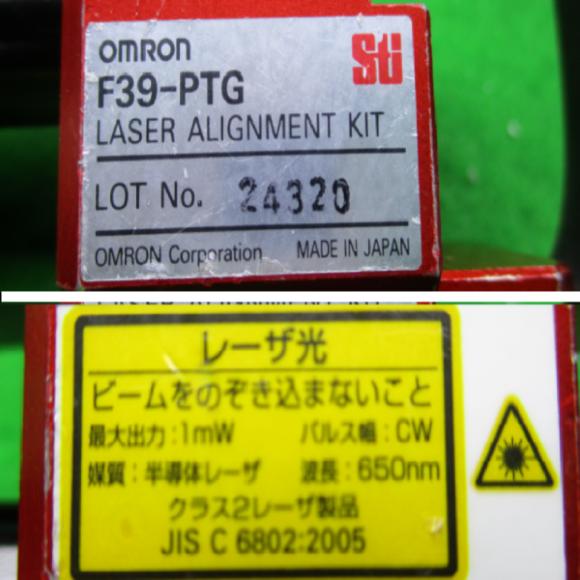 OMRON
STI
F39-PTG
LASER ALIGNMENT KIT
LOT No. 24320
OMRON Corporation MADE IN JAPAN
レーザ光
ビームをのぞき込まないこと
最大出力:1mW パルス幅:CW
媒質:半導体レーザ 波長:650nm
クラス2レーザ製品
JIS C 6802:2005